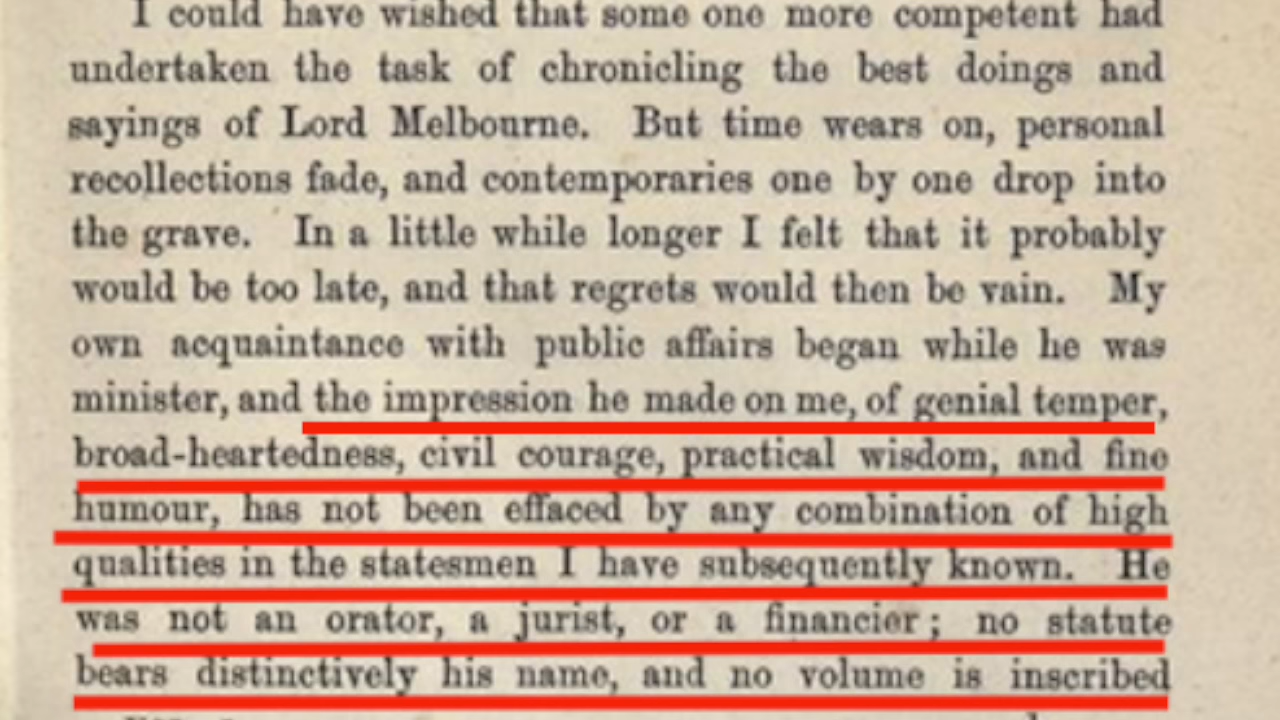 I could have wished that some one more competent had
undertaken the task of chronicling the best doings and
sayings of Lord Melbourne. But time wears on, personal
recollections fade, and contemporaries one by one drop into
the grave. In a little while longer I felt that it probably
would be too late, and that regrets would then be vain. My
own acquaintance with public affairs began while he was
minister, and the impression he made on me, of genial temper,
broad-heartedness, civil courage, practical wisdom, and fine
humour, has not been effaced by any combination of high
qualities in the statesmen I have subsequently known. He
was not an orator, a jurist, or a financier; no statute
bears distinctively his name, and no volume is inscribed